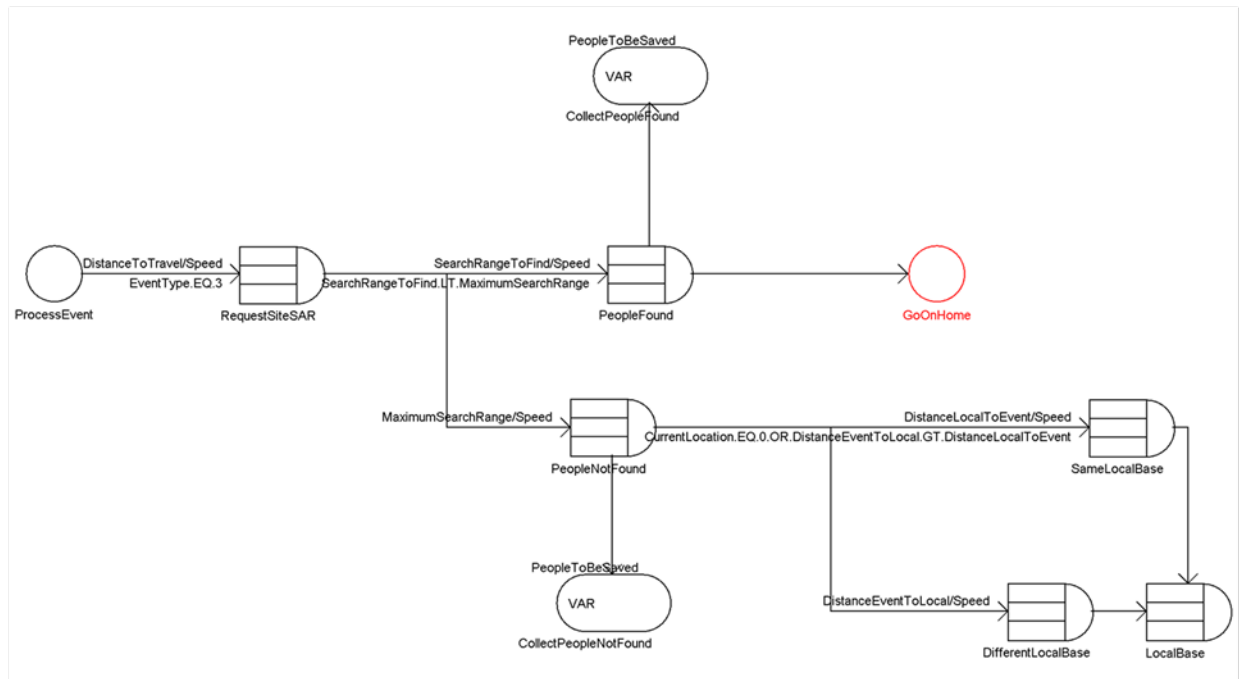 PeopleToBeSaved
VAR
CollectPeopleFound
DistanceToTravel/Speed
EventType.EQ.3
ProcessEvent
RequestSiteSAR
SearchRangeToFind/Speed
SearchRangeToFind.LT.MaximumSearchRange
PeopleFound
GoOnHome
MaximumSearchRange/Speed
PeopleNotFound
DistanceLocalToEvent/Speed
CurrentLocation.EQ.0.OR.DistanceEventToLocal.GT.DistanceLocalToEvent
SameLocalBase
PeopleToBeSaved
VAR
CollectPeopleNotFound
DistanceEventToLocal/Speed
DifferentLocalBase
LocalBase